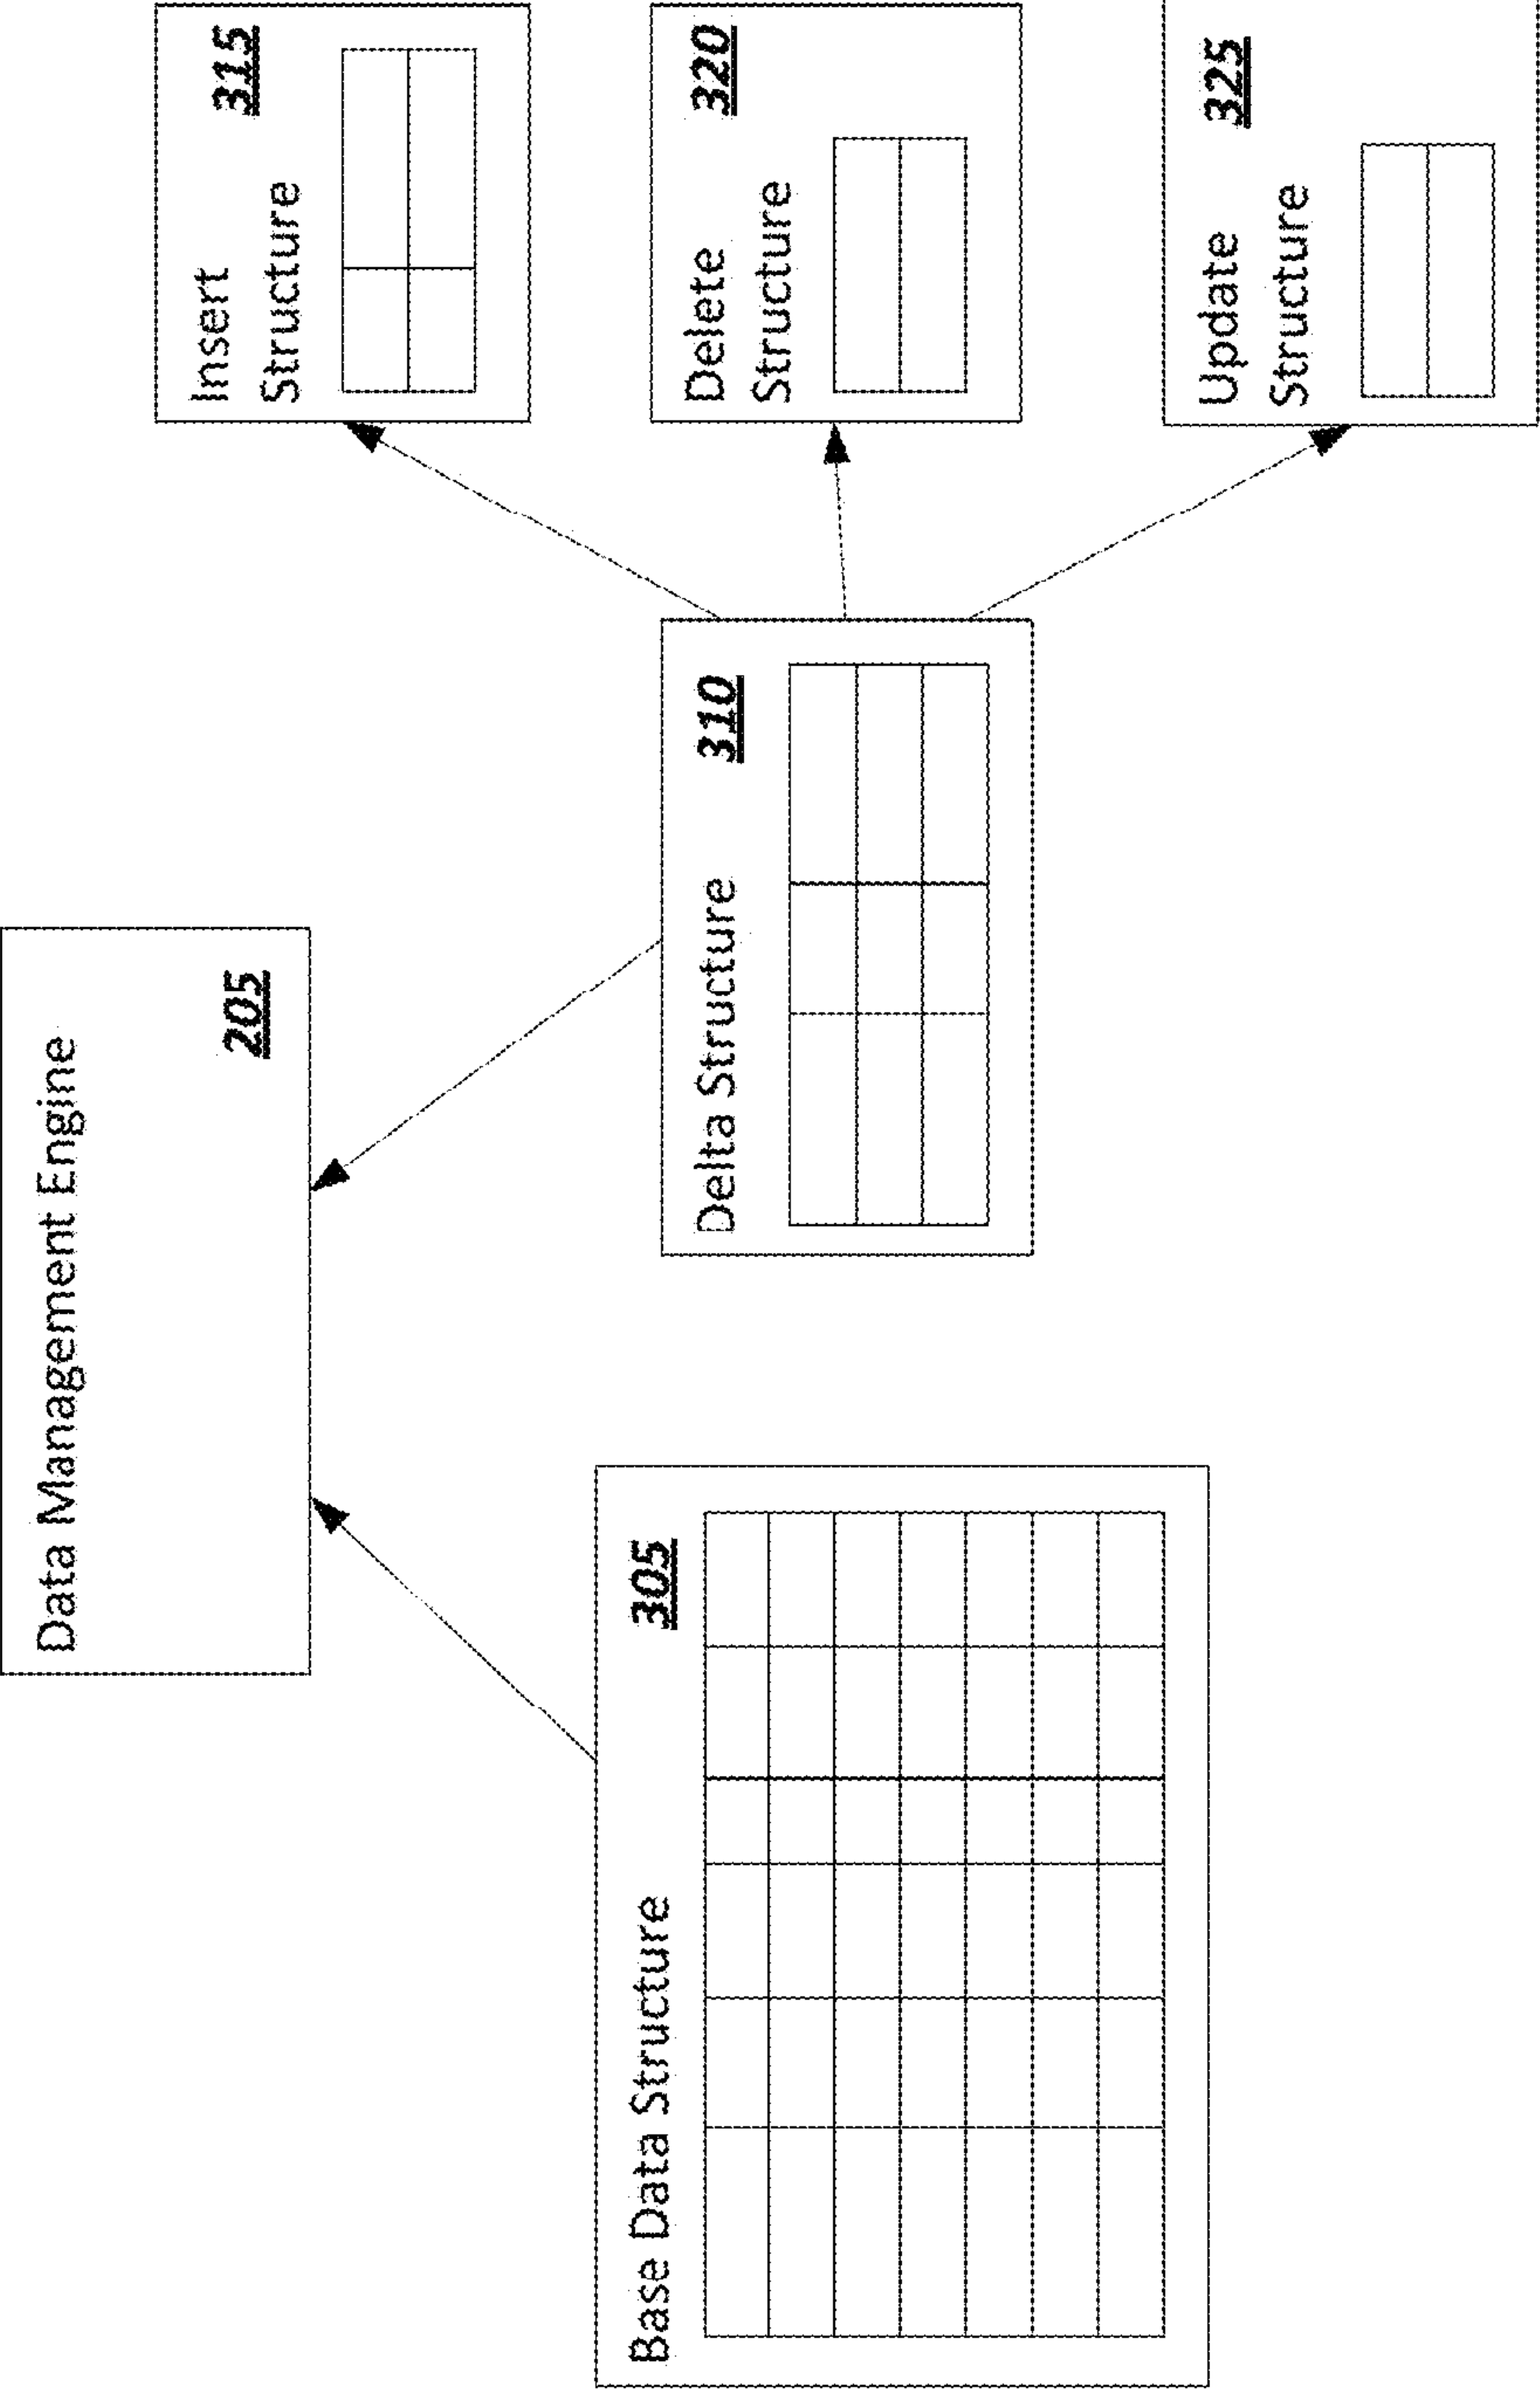 Data Management Engine
205
Base Data Structure 305
Delta Structure 310
Insert 315
Structure
Delete 320
Structure
Update 325
Structure